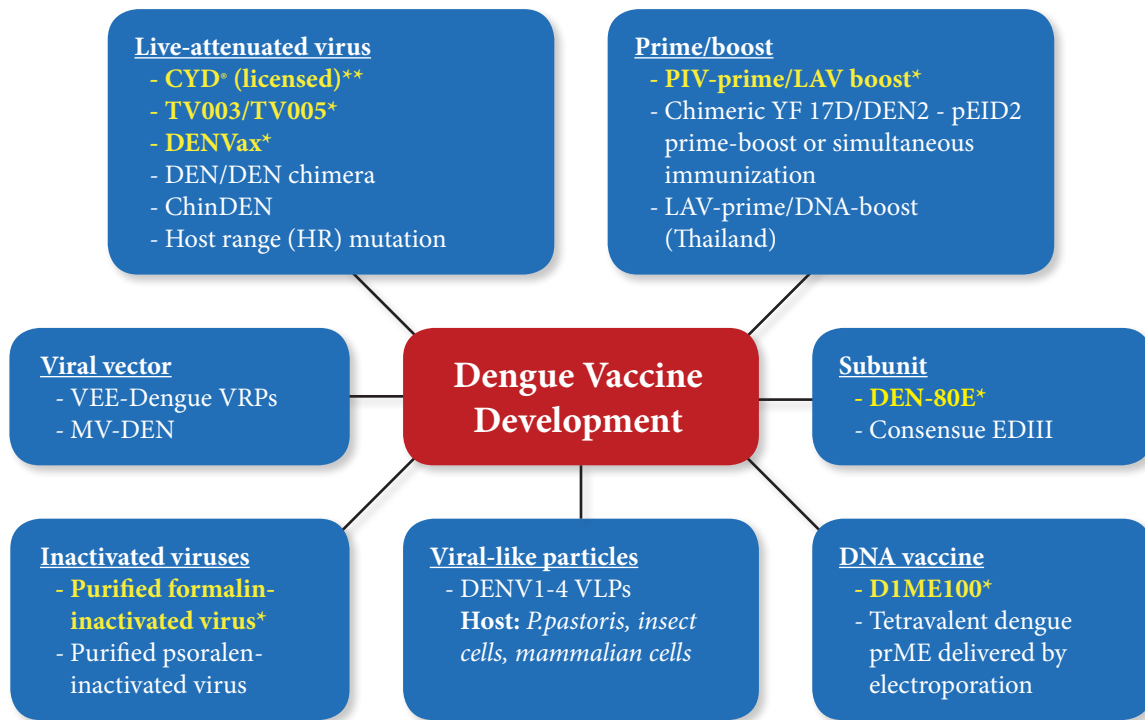 Live-attenuated virus
- CYD® (licensed)**
- TV003/TV005*
- DENVax*
- DEN/DEN chimera
- ChinDEN
- Host range (HR) mutation
Prime/boost
- PIV-prime/LAV boost*
- Chimeric YF 17D/DEN2 - pEID2
prime-boost or simultaneous
immunization
- LAV-prime/DNA-boost
(Thailand)
Viral vector
- VEE-Dengue VRPs
- MV-DEN
Dengue Vaccine
Development
Subunit
- DEN-80E*
- Consensue EDIII
Inactivated viruses
- Purified formalin-
inactivated virus*
- Purified psoralen-
inactivated virus
Viral-like particles
- DENV1-4 VLPs
Host: P.pastoris, insect
cells, mammalian cells
DNA vaccine
- D1ME100*
- Tetravalent dengue
prME delivered by
electroporation